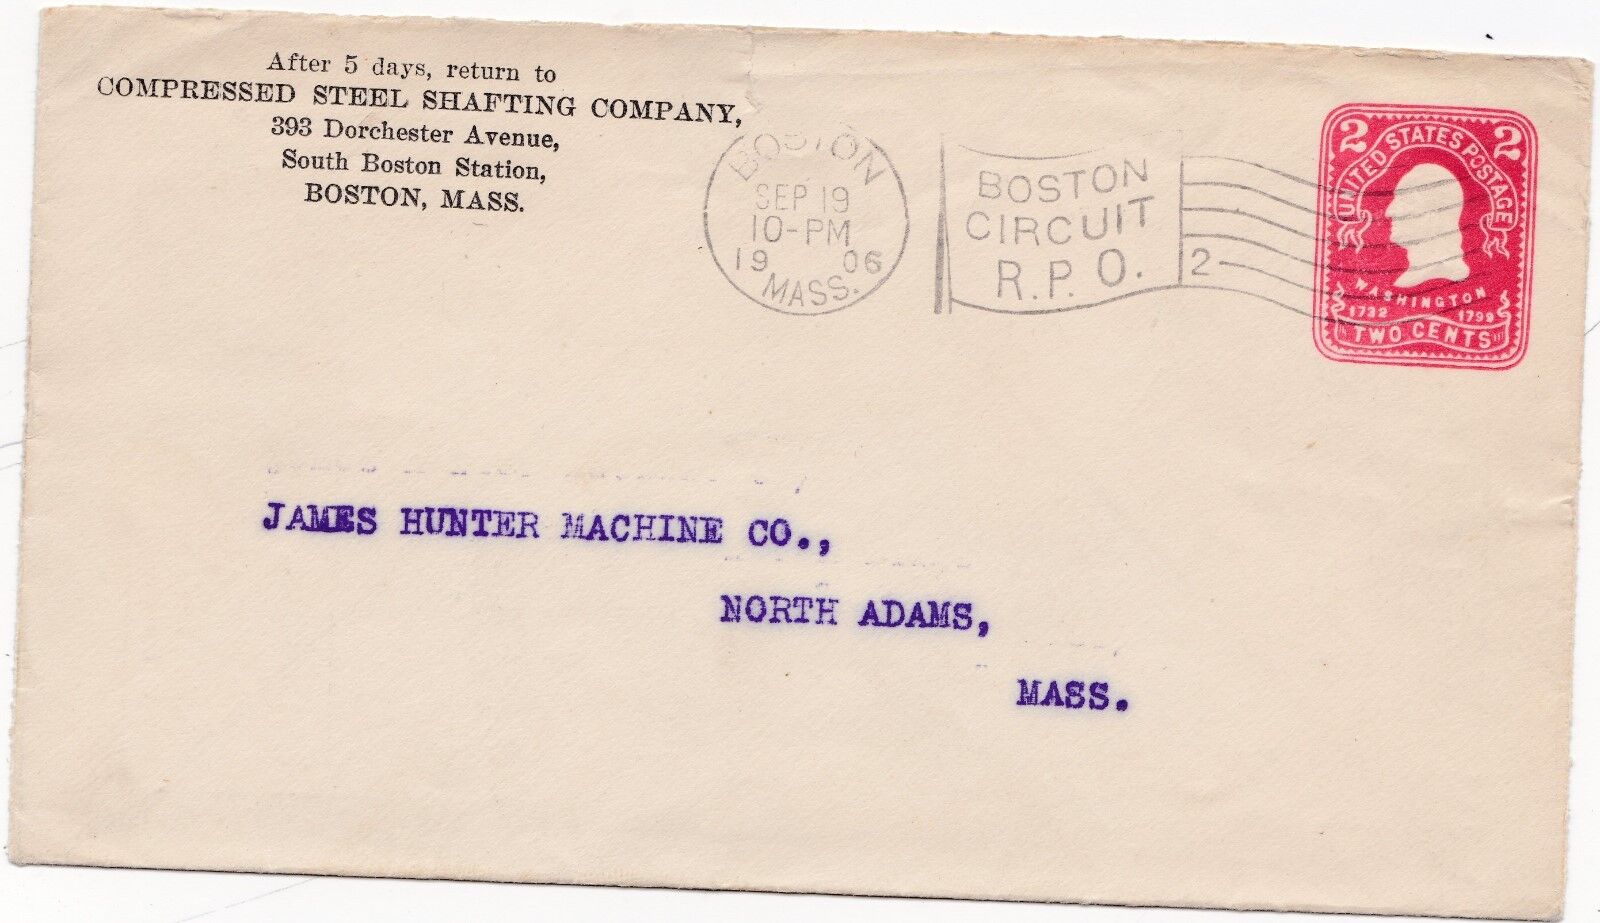 After 5 days, return to
COMPRESSED STEEL SHAFTING COMPANY,
393 Dorchester Avenue,
South Boston Station,
BOSTON, MASS.
BOSTON
SEP 19
10-PM
19 06
MASS.
BOSTON
CIRCUIT
R.P.O.
2
2 2
UNITED STATES POSTAGE
WASHINGTON
1732 1799
TWO CENTS
JAMES HUNTER MACHINE CO.,
NORTH ADAMS,
MASS.